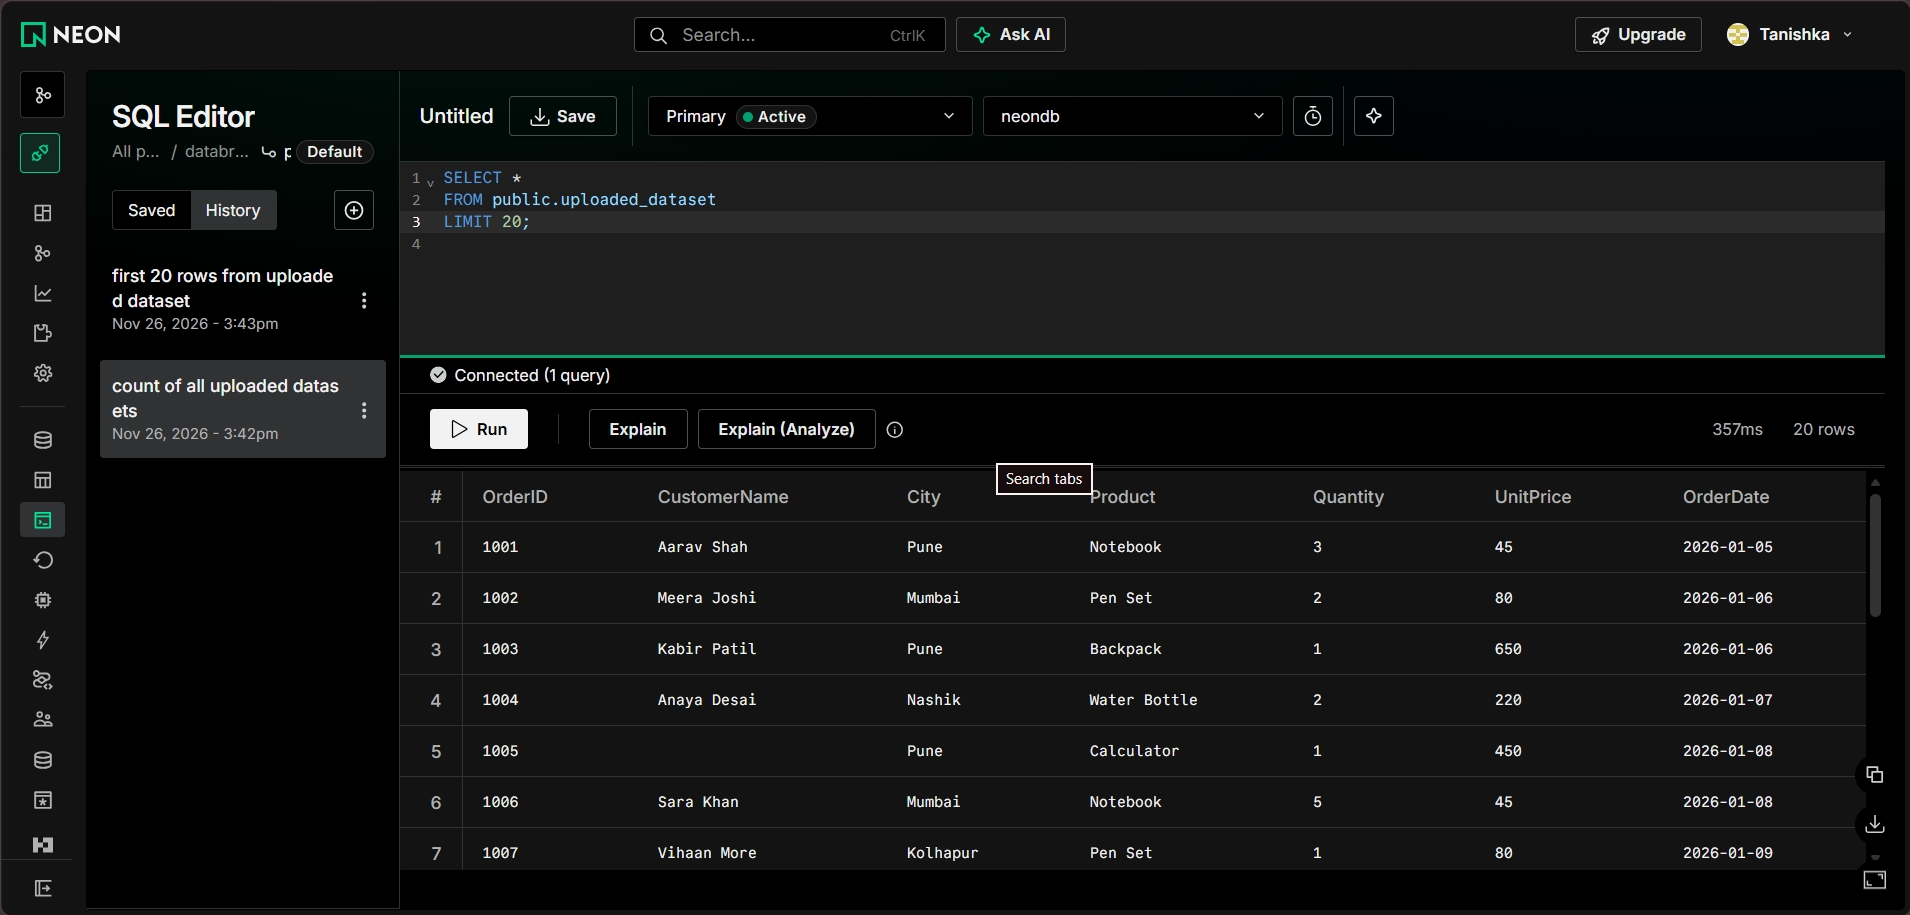 NEON
Search... CtrlK
Ask AI
Upgrade
Tanishka
SQL Editor
All p... / databr... p Default
Saved History
first 20 rows from uploade
d dataset
Nov 26, 2026 - 3:43pm
count of all uploaded datas
ets
Nov 26, 2026 - 3:42pm
Untitled Save Primary Active neondb
1 SELECT *
2 FROM public.uploaded_dataset
3 LIMIT 20;
4
Connected (1 query)
Run Explain Explain (Analyze) 357ms 20 rows
Search tabs
# OrderID CustomerName City Product Quantity UnitPrice OrderDate
1 1001 Aarav Shah Pune Notebook 3 45 2026-01-05
2 1002 Meera Joshi Mumbai Pen Set 2 80 2026-01-06
3 1003 Kabir Patil Pune Backpack 1 650 2026-01-06
4 1004 Anaya Desai Nashik Water Bottle 2 220 2026-01-07
5 1005 Pune Calculator 1 450 2026-01-08
6 1006 Sara Khan Mumbai Notebook 5 45 2026-01-08
7 1007 Vihaan More Kolhapur Pen Set 1 80 2026-01-09